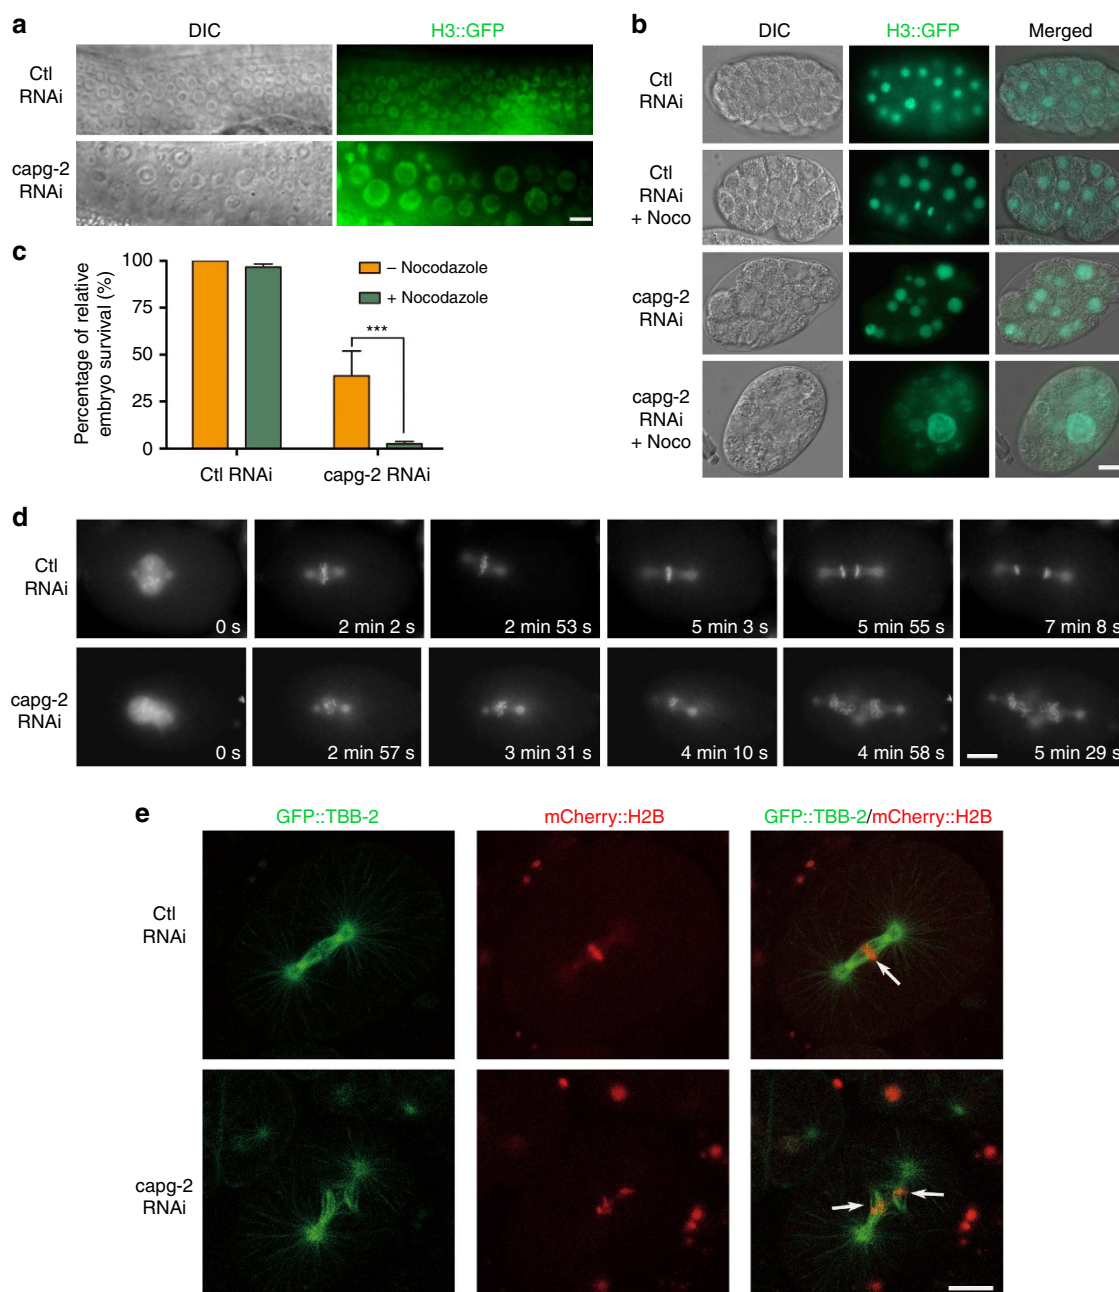 a
DIC
H3::GFP
Ctl
RNAi
capg-2
RNAi
b
DIC
H3::GFP
Merged
Ctl
RNAi
Ctl
RNAi
+ Noco
capg-2
RNAi
capg-2
RNAi
+ Noco
c
Percentage of relative
embryo survival (%)
100
75
50
25
0
– Nocodazole
+ Nocodazole
***
Ctl RNAi
capg-2 RNAi
d
Ctl
RNAi
0 s
2 min 2 s
2 min 53 s
5 min 3 s
5 min 55 s
7 min 8 s
capg-2
RNAi
0 s
2 min 57 s
3 min 31 s
4 min 10 s
4 min 58 s
5 min 29 s
e
GFP::TBB-2
mCherry::H2B
GFP::TBB-2/mCherry::H2B
Ctl
RNAi
capg-2
RNAi